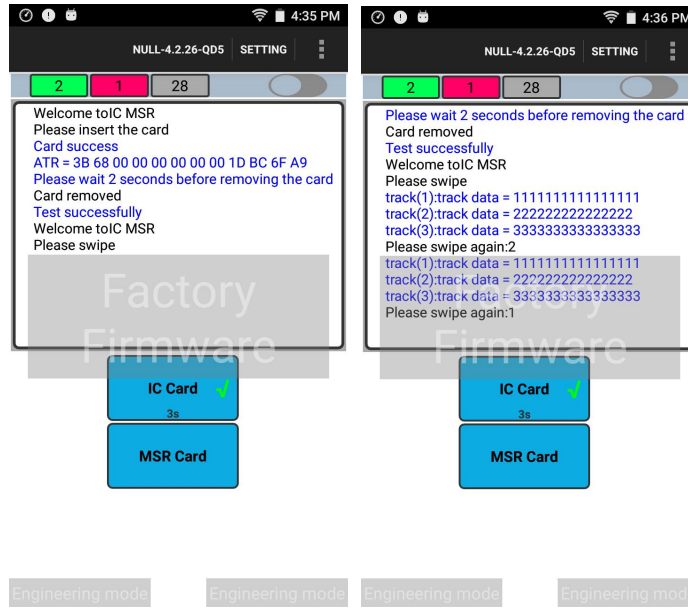 4:35 PM
NULL-4.2.26-QD5 SETTING
2 1 28
Welcome toIC MSR
Please insert the card
Card success
ATR = 3B 68 00 00 00 00 00 00 1D BC 6F A9
Please wait 2 seconds before removing the card
Card removed
Test successfully
Welcome toIC MSR
Please swipe
Factory
Firmware
IC Card √
3s
MSR Card
Engineering mode Engineering mode
4:36 PM
NULL-4.2.26-QD5 SETTING
2 1 28
Please wait 2 seconds before removing the card
Card removed
Test successfully
Welcome toIC MSR
Please swipe
track(1):track data = 1111111111111111
track(2):track data = 222222222222222
track(3):track data = 3333333333333333
Please swipe again:2
track(1):track data = 1111111111111111
track(2):track data = 222222222222222
track(3):track data = 3333333333333333
Please swipe again:1
Factory
Firmware
IC Card √
3s
MSR Card
Engineering mode Engineering mod